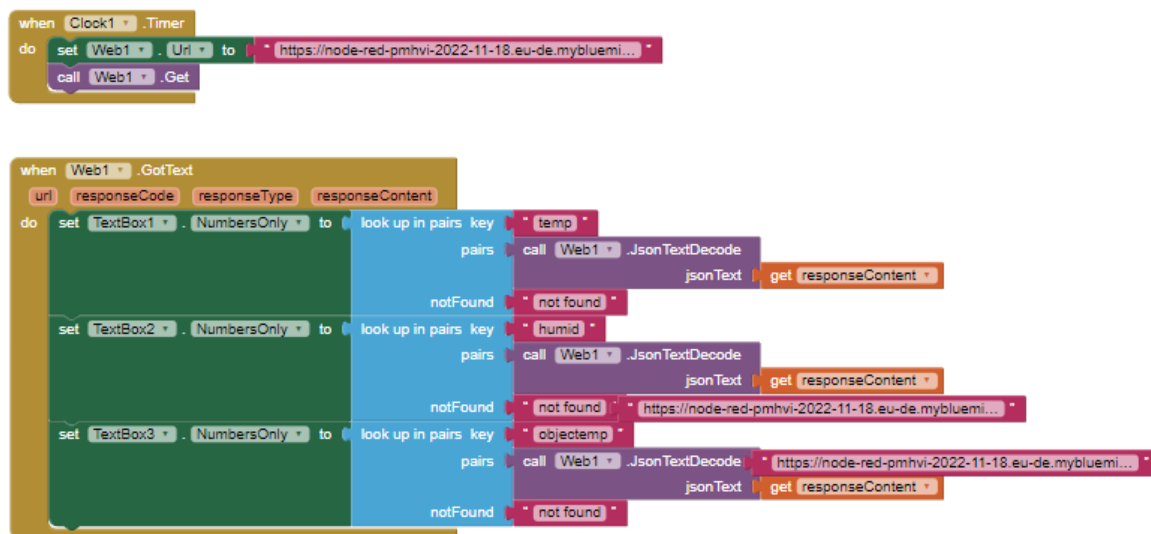 when Clock1 .Timer
do set Web1 . Url to " https://node-red-pmhvi-2022-11-18.eu-de.mybluemi... "
call Web1 .Get
when Web1 .GotText
url responseCode responseType responseContent
do set TextBox1 . NumbersOnly to look up in pairs key " temp "
pairs call Web1 .JsonTextDecode
jsonText get responseContent
notFound " not found "
set TextBox2 . NumbersOnly to look up in pairs key " humid "
pairs call Web1 .JsonTextDecode
jsonText get responseContent
notFound " not found " " https://node-red-pmhvi-2022-11-18.eu-de.mybluemi... "
set TextBox3 . NumbersOnly to look up in pairs key " objectemp "
pairs call Web1 .JsonTextDecode " https://node-red-pmhvi-2022-11-18.eu-de.mybluemi... "
jsonText get responseContent
notFound " not found "